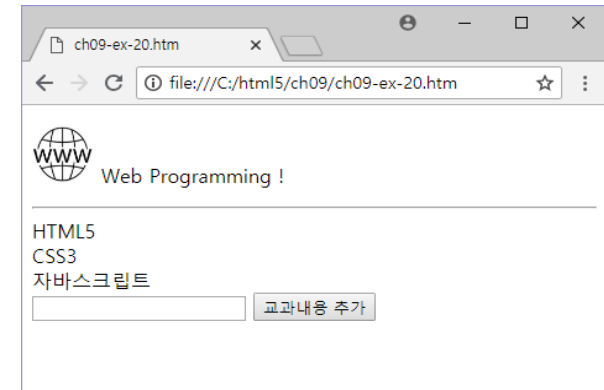 ch09-ex-20.htm
file:///C:/html5/ch09/ch09-ex-20.htm
WWW
Web Programming !
HTML5
CSS3
자바스크립트
교과내용 추가